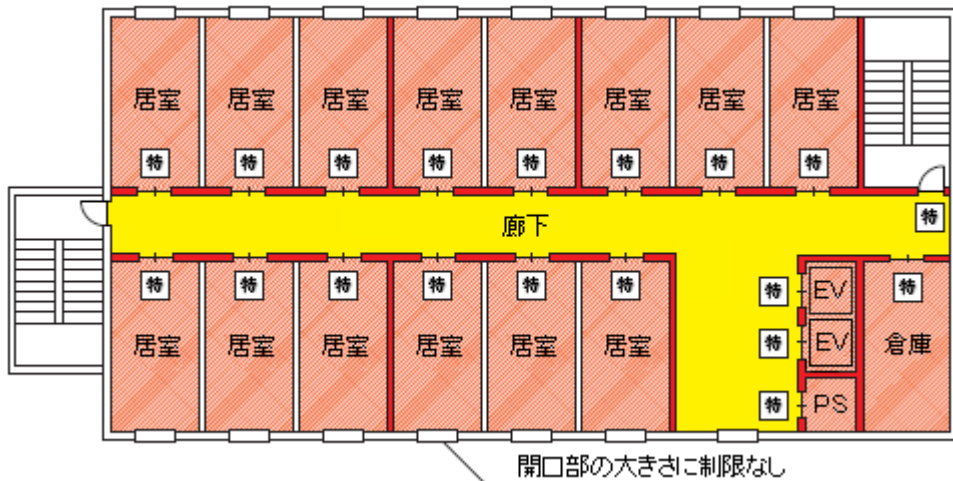 居室 居室 居室 居室 居室 居室 居室 居室
特 特 特 特 特 特 特 特
廊下 特
特 特 特 特 特 特 特 EV 特
居室 居室 居室 居室 居室 居室 特 EV 倉庫
特 PS
開口部の大きさに制限なし